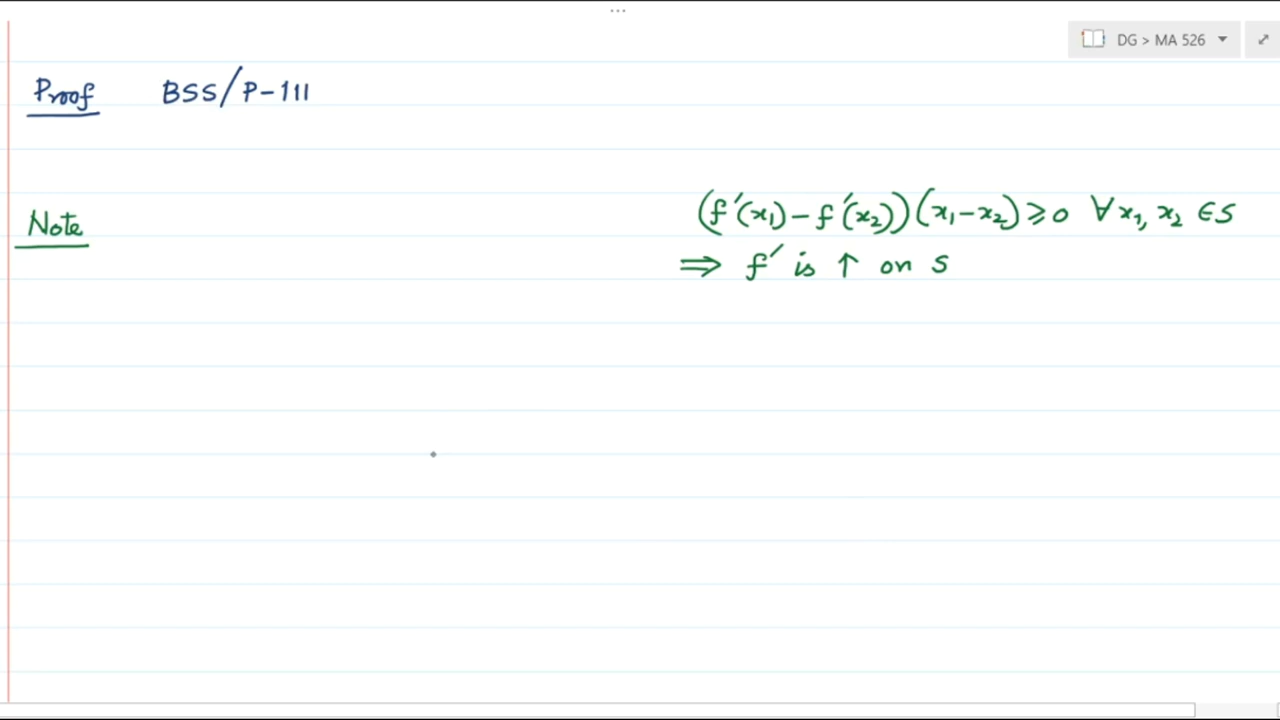 DG > MA 526
Proof BSS/P-111
Note
(f′(x₁) – f′(x₂))(x₁–x₂) ⩾ 0 ∀ x₁, x₂ ∈ S
⟹ f′ is ↑ on S